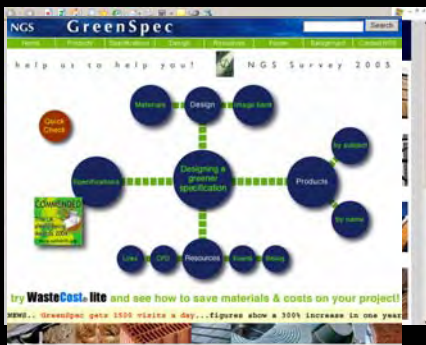 NGS GreenSpec Search
Home Products Specifications Design Resources Forum Background Contact NGS
help us to help you! NGS Survey 2005
Materials Design Image bank
Quick Check
by subject
Specifications Designing a greener specification Products
COMMENDED
by name
Links CPD Resources Events
try WasteCost® lite and see how to save materials & costs on your project!
NEWS.. GreenSpec gets 1500 visits a day...figures show a 300% increase in one year